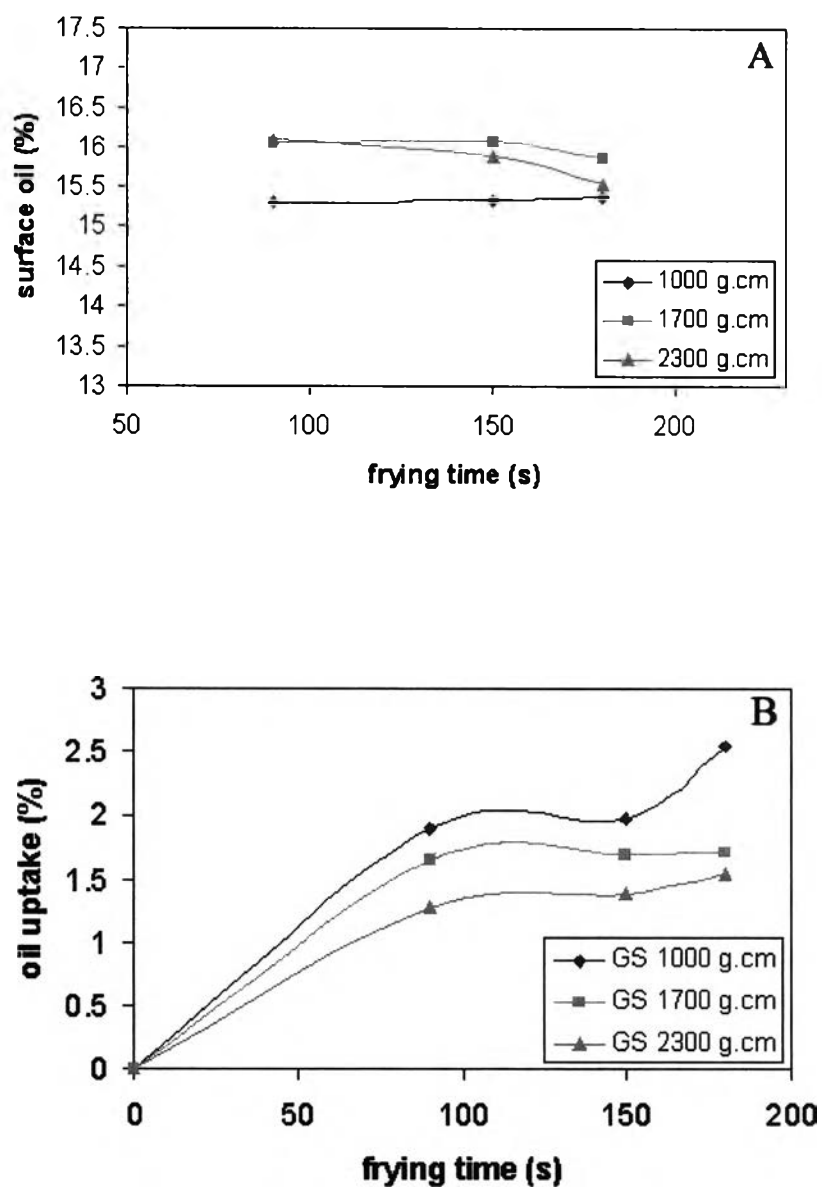 A
17.5
17
16.5
16
15.5
15
14.5
14
13.5
13
surface oil (%)
50 100 150 200
frying time (s)
1000 g.cm
1700 g.cm
2300 g.cm
B
3
2.5
2
1.5
1
0.5
0
oil uptake (%)
0 50 100 150 200
frying time (s)
GS 1000 g.cm
GS 1700 g.cm
GS 2300 g.cm